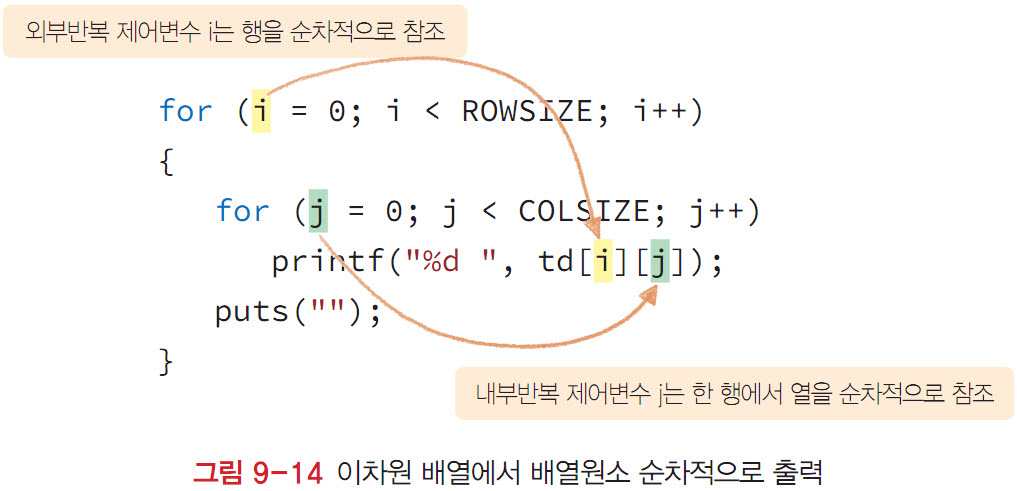 외부반복 제어변수 i는 행을 순차적으로 참조
for (i = 0; i < ROWSIZE; i++)
{
for (j = 0; j < COLSIZE; j++)
printf("%d ", td[i][j]);
puts("");
}
내부반복 제어변수 j는 한 행에서 열을 순차적으로 참조
그림 9-14 이차원 배열에서 배열원소 순차적으로 출력